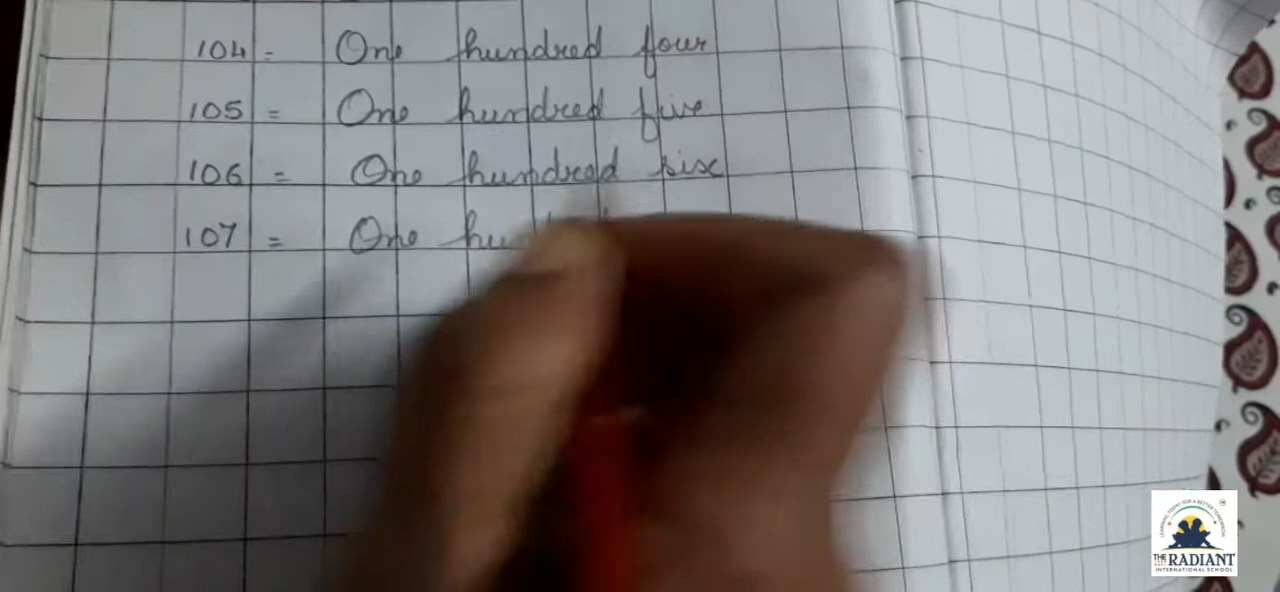 104 = One hundred four
105 = One hundred five
106 = One hundred six
107 = One
THE RADIANT
INTERNATIONAL SCHOOL